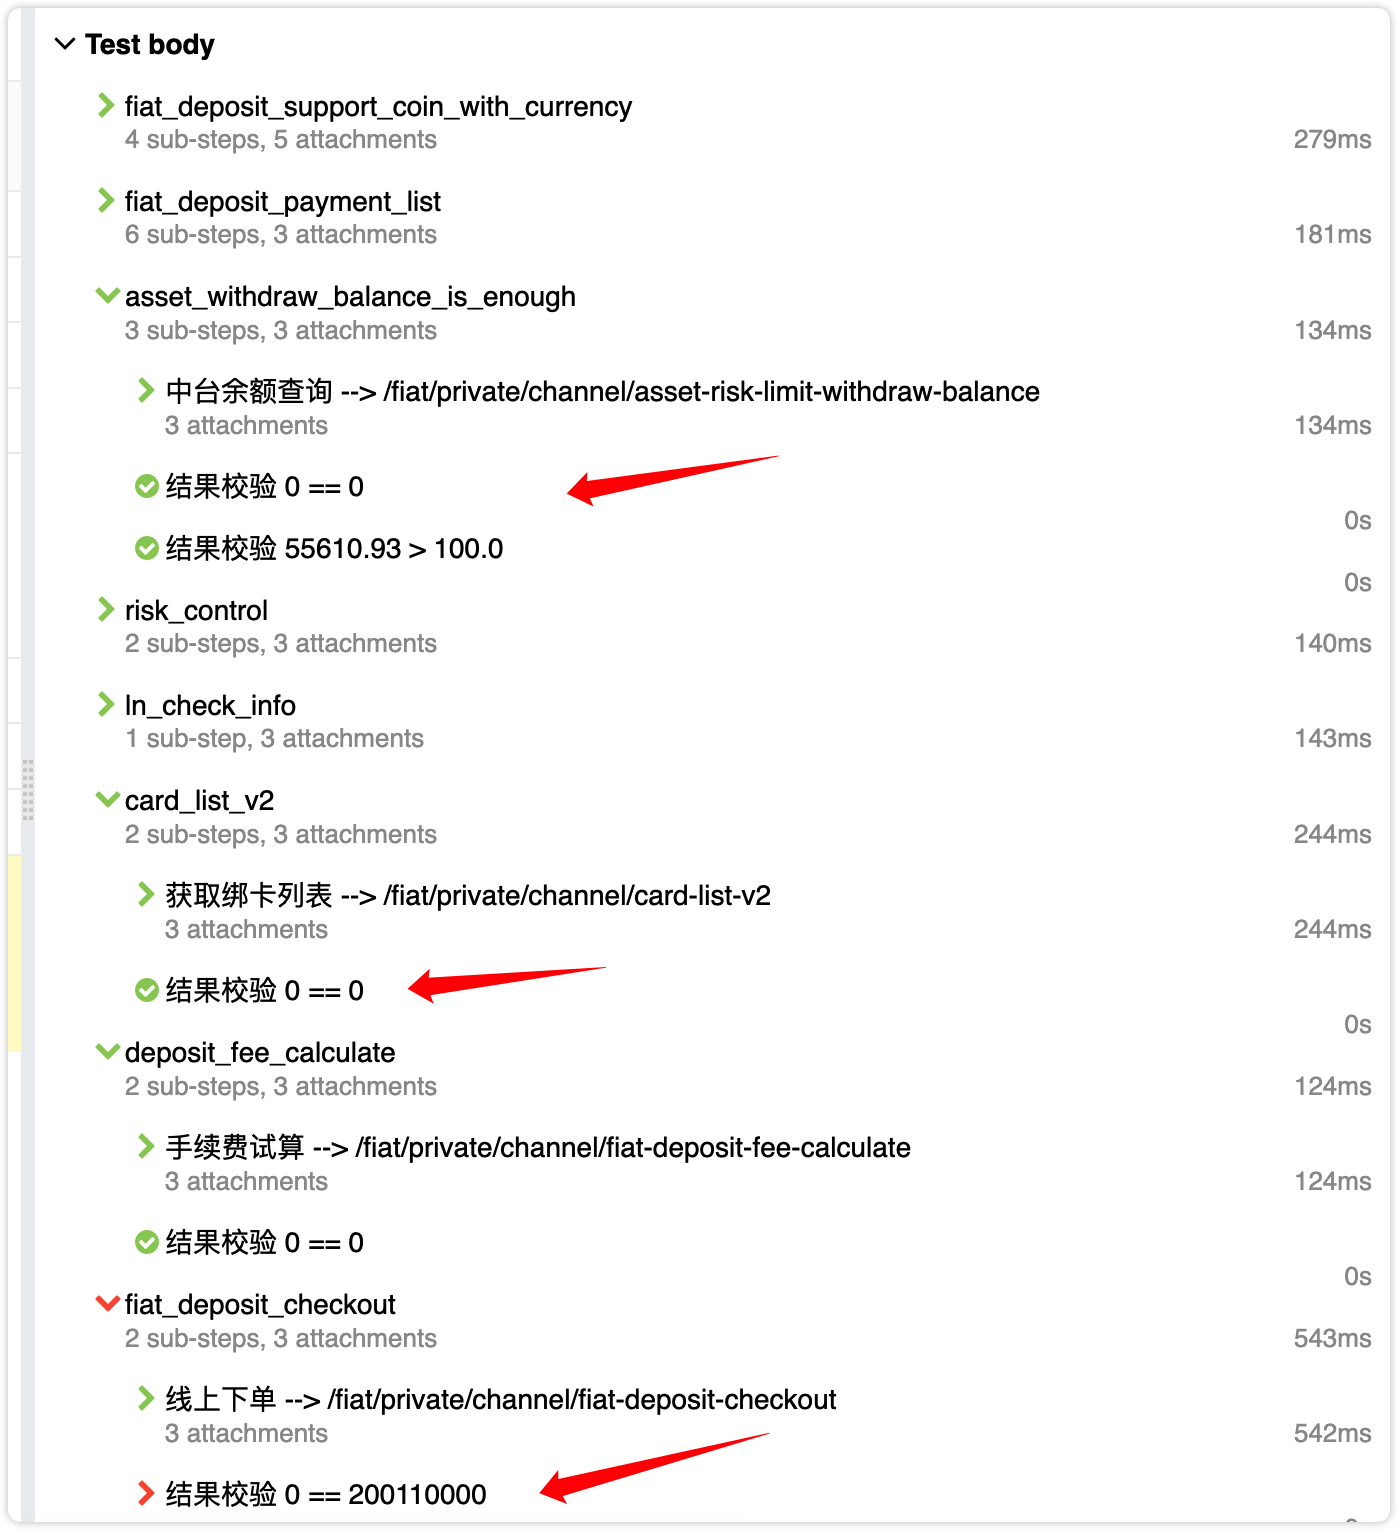 Test body
fiat_deposit_support_coin_with_currency
4 sub-steps, 5 attachments
279ms
fiat_deposit_payment_list
6 sub-steps, 3 attachments
181ms
asset_withdraw_balance_is_enough
3 sub-steps, 3 attachments
134ms
中台余额查询 --> /fiat/private/channel/asset-risk-limit-withdraw-balance
3 attachments
134ms
结果校验 0 == 0
0s
结果校验 55610.93 > 100.0
0s
risk_control
2 sub-steps, 3 attachments
140ms
ln_check_info
1 sub-step, 3 attachments
143ms
card_list_v2
2 sub-steps, 3 attachments
244ms
获取绑卡列表 --> /fiat/private/channel/card-list-v2
3 attachments
244ms
结果校验 0 == 0
0s
deposit_fee_calculate
2 sub-steps, 3 attachments
124ms
手续费试算 --> /fiat/private/channel/fiat-deposit-fee-calculate
3 attachments
124ms
结果校验 0 == 0
0s
fiat_deposit_checkout
2 sub-steps, 3 attachments
543ms
线上下单 --> /fiat/private/channel/fiat-deposit-checkout
3 attachments
542ms
结果校验 0 == 200110000